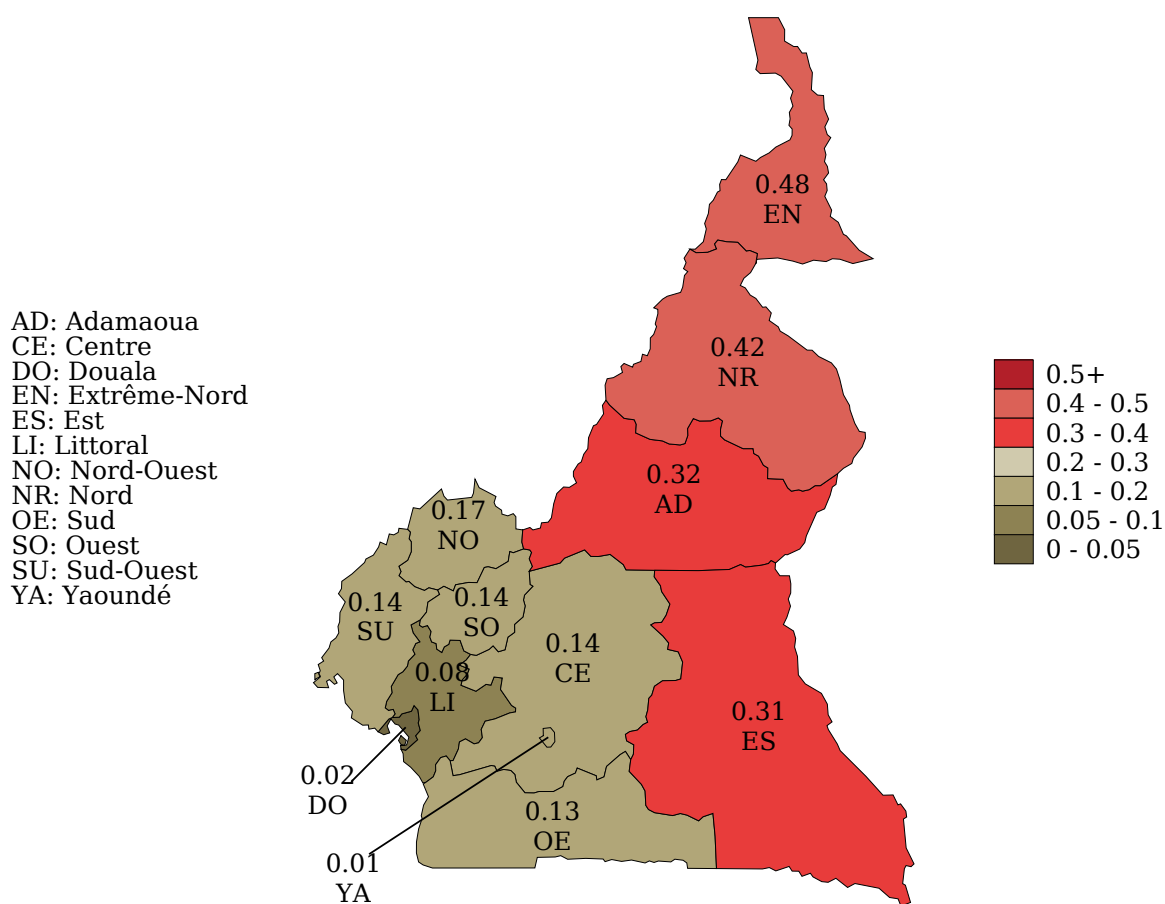 0.48
EN
0.42
NR
0.32
AD
0.17
NO
0.14
SU
0.14
SO
0.14
CE
0.08
LI
0.31
ES
0.02
DO
0.13
OE
0.01
YA
AD: Adamaoua
CE: Centre
DO: Douala
EN: Extrême-Nord
ES: Est
LI: Littoral
NO: Nord-Ouest
NR: Nord
OE: Sud
SO: Ouest
SU: Sud-Ouest
YA: Yaoundé
0.5+
0.4 - 0.5
0.3 - 0.4
0.2 - 0.3
0.1 - 0.2
0.05 - 0.1
0 - 0.05